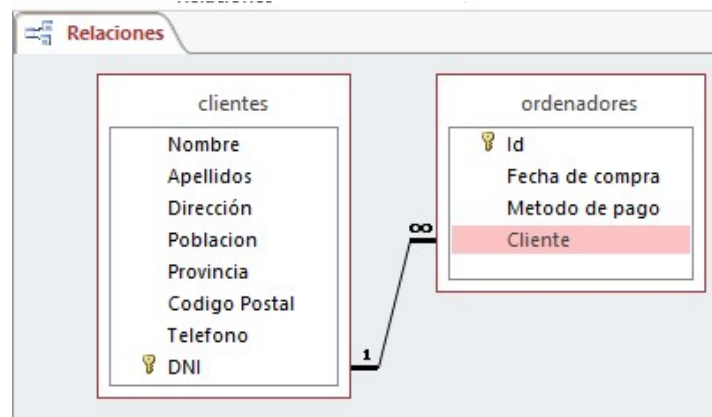 Relaciones
clientes
Nombre
Apellidos
Dirección
Poblacion
Provincia
Codigo Postal
Telefono
DNI
1
∞
ordenadores
Id
Fecha de compra
Metodo de pago
Cliente